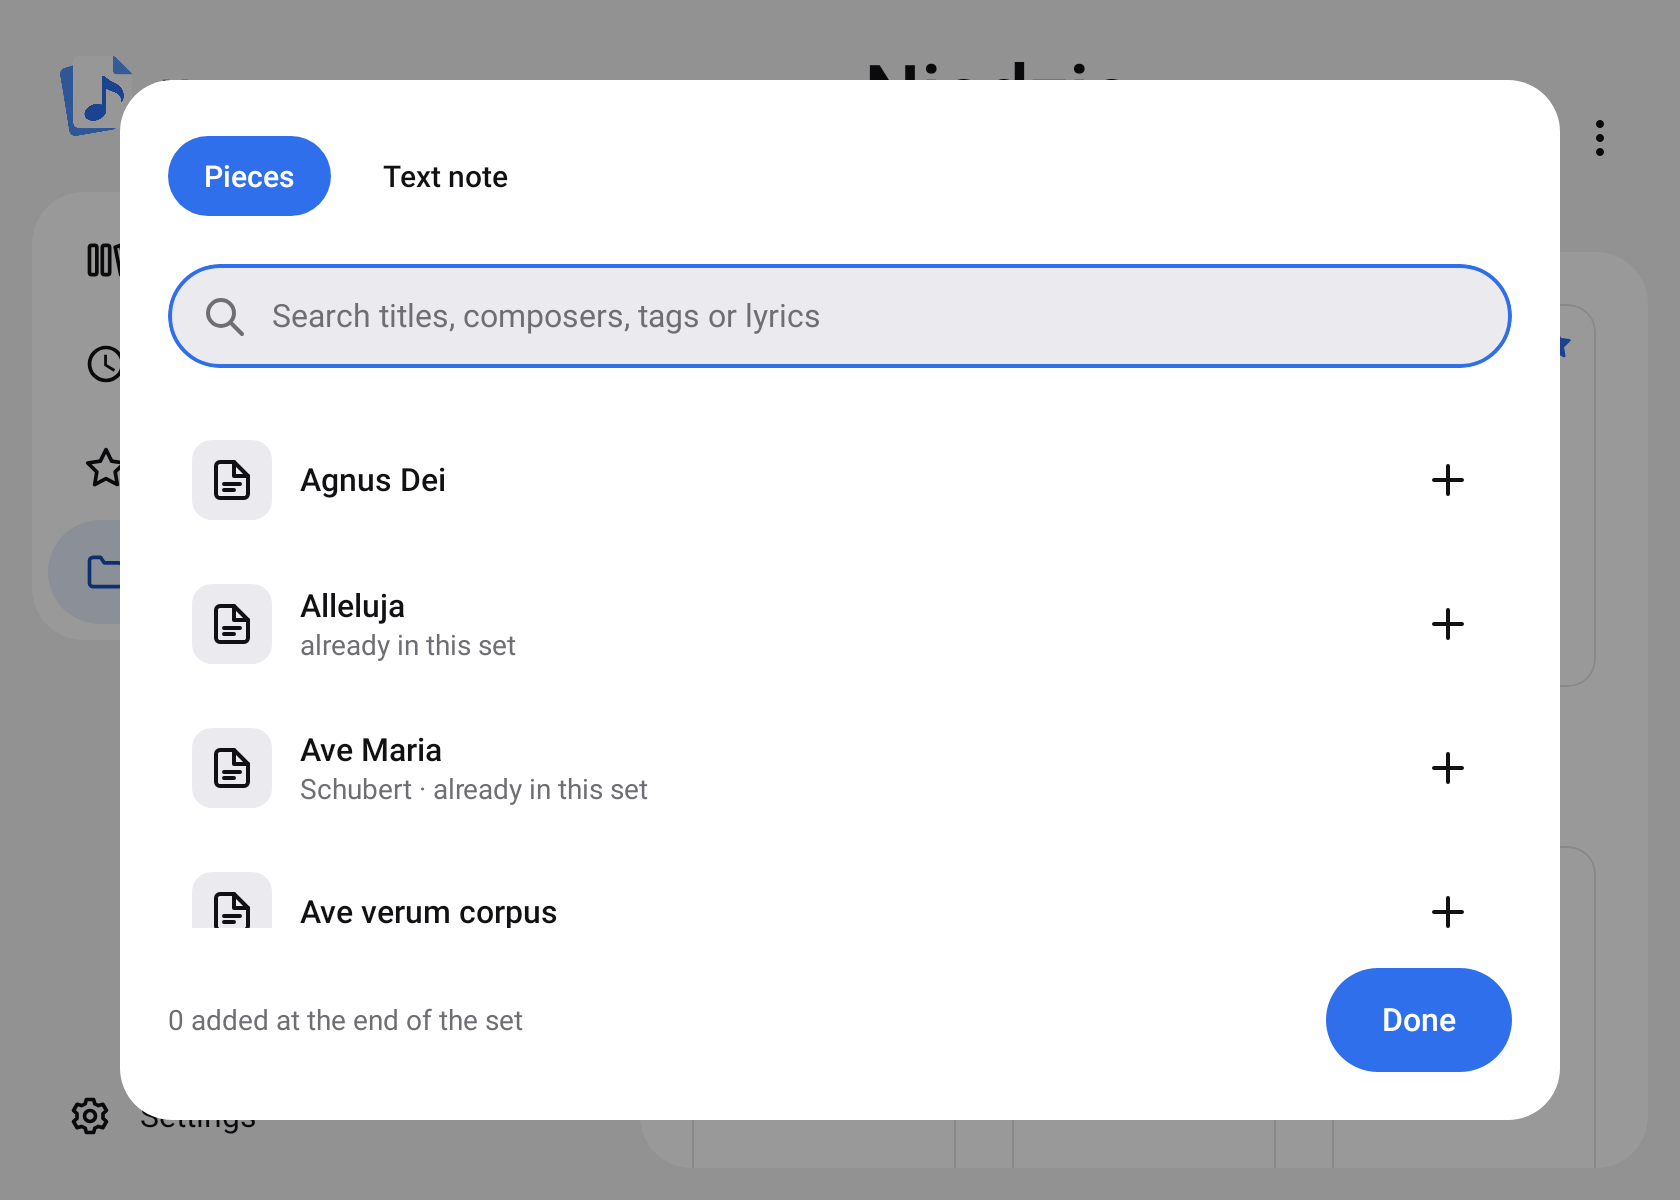 Pieces
Text note
Search titles, composers, tags or lyrics
Agnus Dei
Alleluja
already in this set
Ave Maria
Schubert · already in this set
Ave verum corpus
0 added at the end of the set
Done
Settings